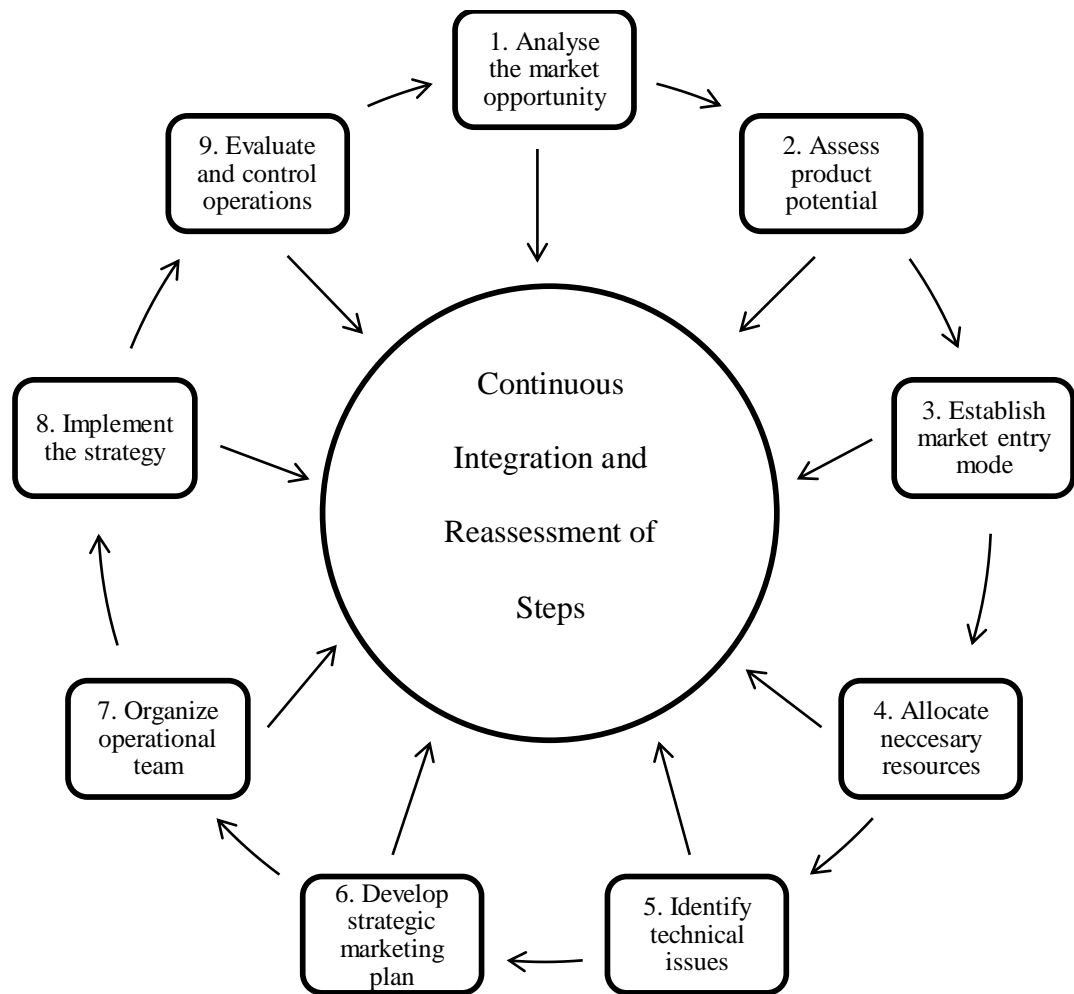 1. Analyse
the market
opportunity
2. Assess
product
potential
3. Establish
market entry
mode
4. Allocate
neccesary
resources
5. Identify
technical
issues
6. Develop
strategic
marketing
plan
7. Organize
operational
team
8. Implement
the strategy
9. Evaluate
and control
operations
Continuous
Integration and
Reassessment of
Steps